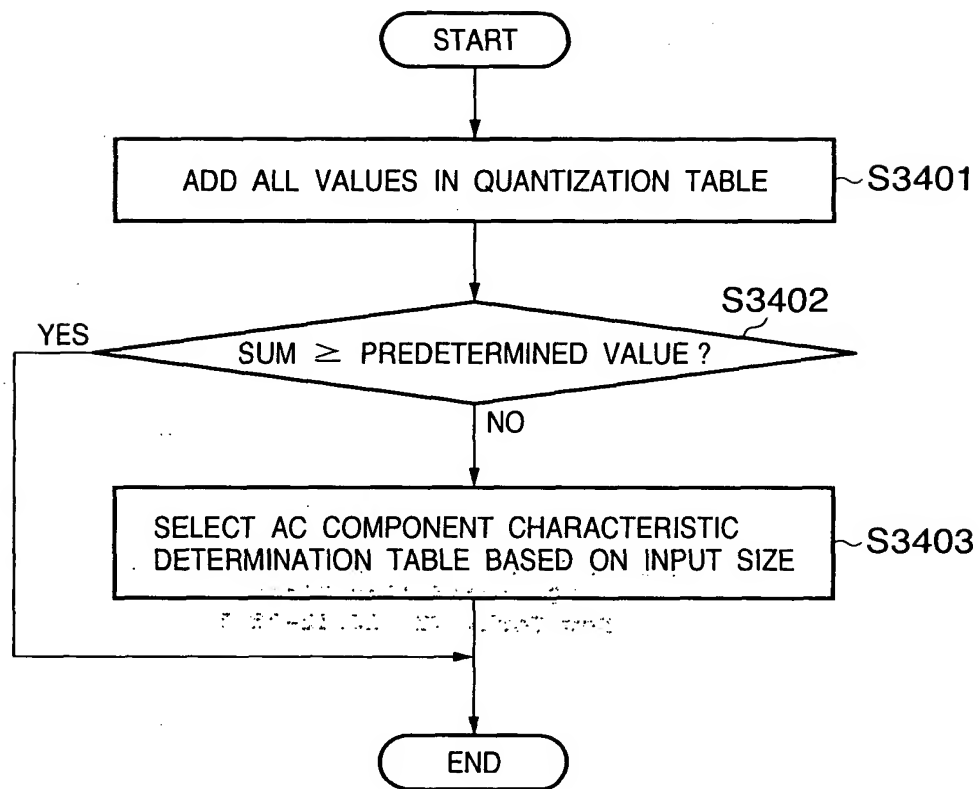 START
ADD ALL VALUES IN QUANTIZATION TABLE
S3401
S3402
YES
SUM ≥ PREDETERMINED VALUE ?
NO
SELECT AC COMPONENT CHARACTERISTIC
DETERMINATION TABLE BASED ON INPUT SIZE
S3403
END